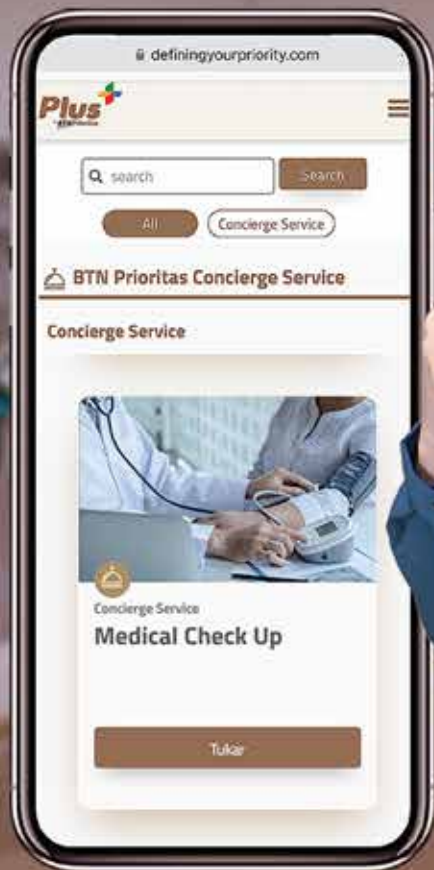 definingyourpriority.com
Plus
search
Search
All
Concierge Service
BTN Prioritas Concierge Service
Concierge Service
Concierge Service
Medical Check Up
Tukar